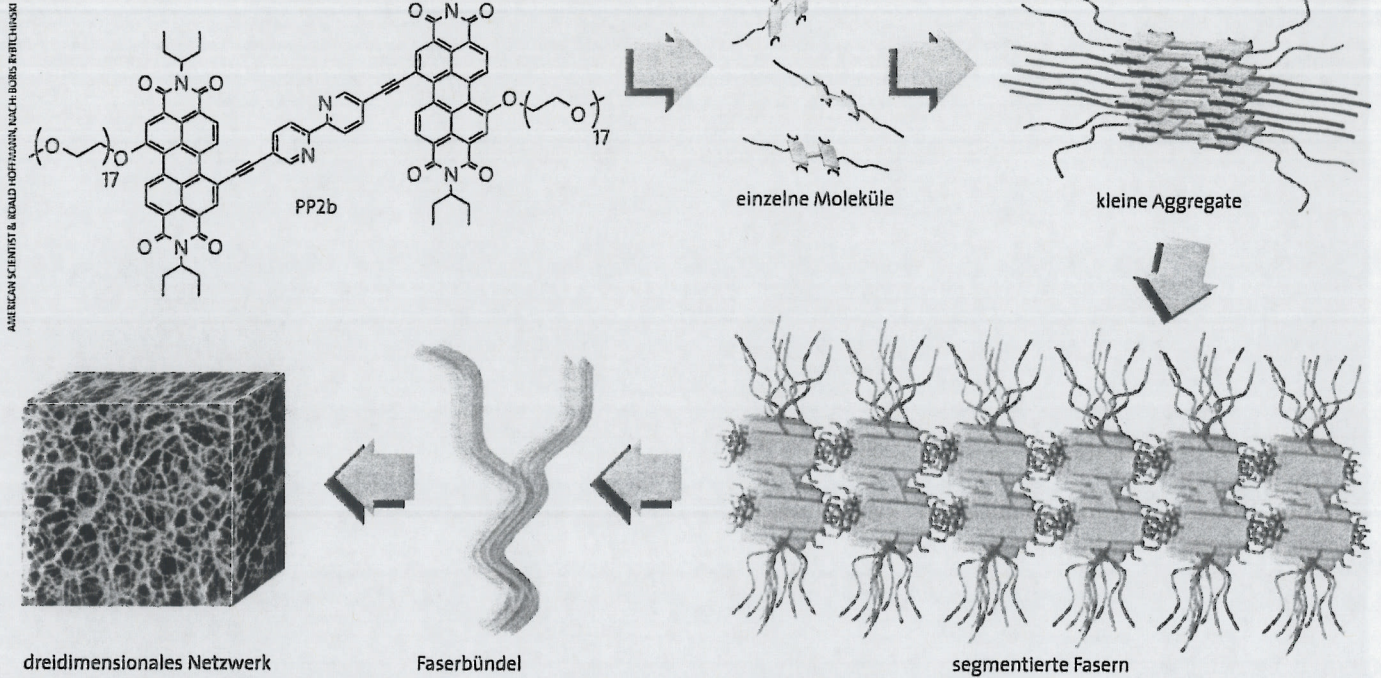 AMERICAN SCIENTIST & ROALD HOFFMANN, NACH: BORIS RYBTCHINSKI
O N O
O N O
N
N
O O 17
O O 17
O N O
O N O
PP2b
einzelne Moleküle
kleine Aggregate
dreidimensionales Netzwerk
Faserbündel
segmentierte Fasern